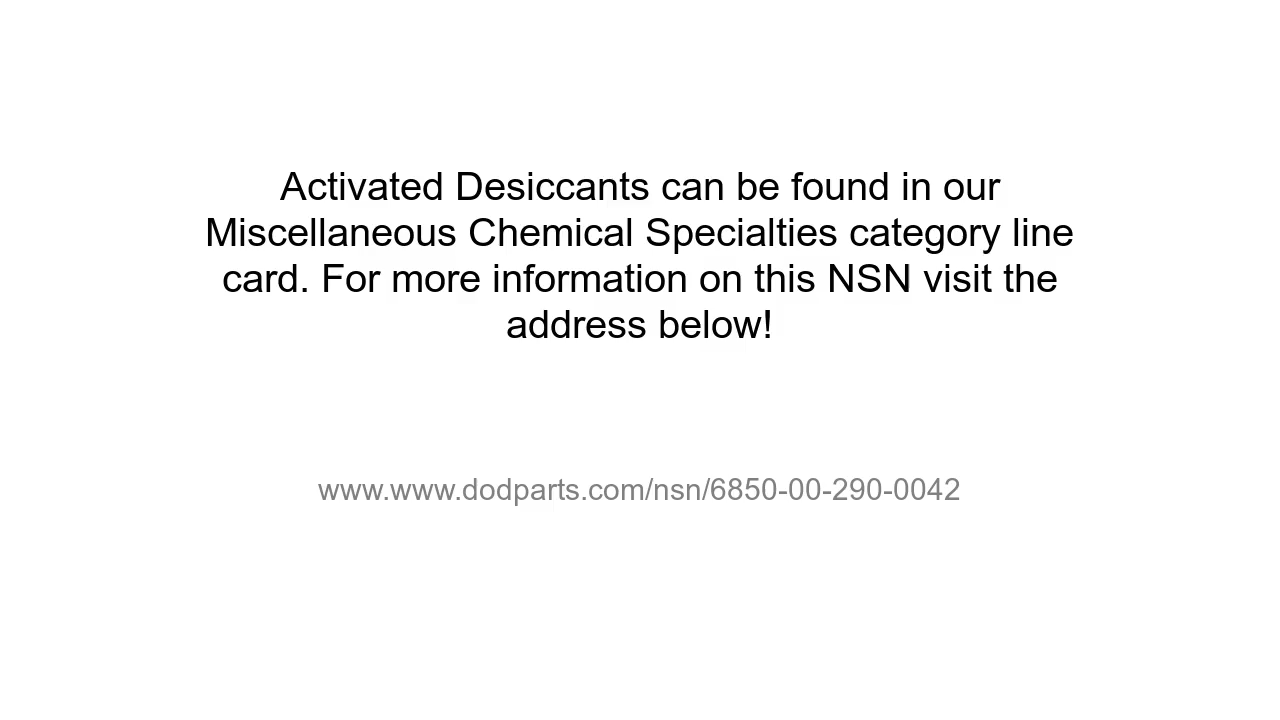 Activated Desiccants can be found in our
Miscellaneous Chemical Specialties category line
card. For more information on this NSN visit the
address below!
www.www.dodparts.com/nsn/6850-00-290-0042